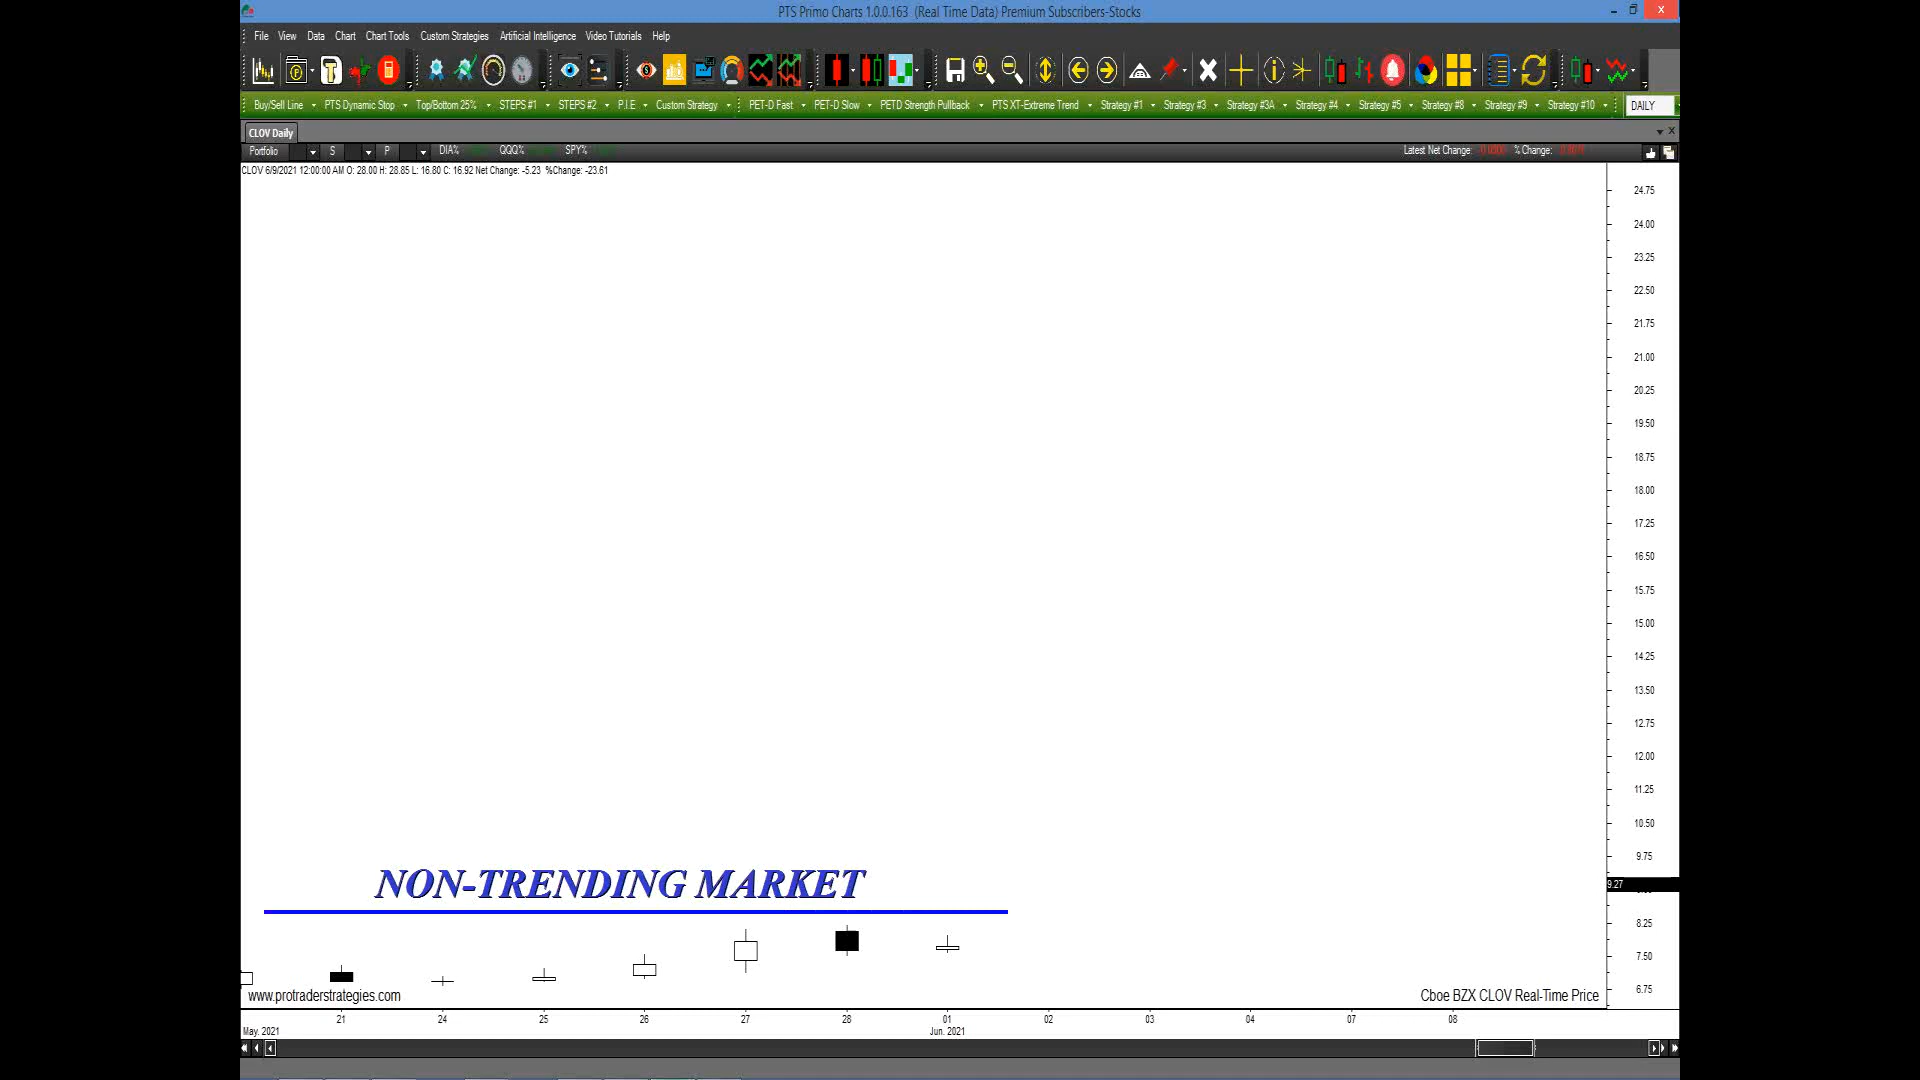 PTS Primo Charts 1.0.0.163 (Real Time Data) Premium Subscribers-Stocks
File View Data Chart Chart Tools Custom Strategies Artificial Intelligence Video Tutorials Help
Buy/Sell Line PTS Dynamic Stop Top/Bottom 25% STEPS #1 STEPS #2 P.I.E. Custom Strategy PET-D Fast PET-D Slow PETD Strength Pullback PTS XT-Extreme Trend Strategy #1 Strategy #3 Strategy #3A Strategy #4 Strategy #5 Strategy #8 Strategy #9 Strategy #10 DAILY
CLOV Daily
Portfolio S P DIA% QQQ% SPY% Latest Net Change: % Change:
CLOV 6/9/2021 12:00:00 AM O: 28.00 H: 28.85 L: 16.80 C: 16.92 Net Change: -5.23 %Change: -23.61
24.75
24.00
23.25
22.50
21.75
21.00
20.25
19.50
18.75
18.00
17.25
16.50
15.75
15.00
14.25
13.50
12.75
12.00
11.25
10.50
9.75
9.27
8.25
7.50
6.75
NON-TRENDING MARKET
www.protraderstrategies.com
Cboe BZX CLOV Real-Time Price
21 24 25 26 27 28 01 02 03 04 07 08
May. 2021 Jun. 2021